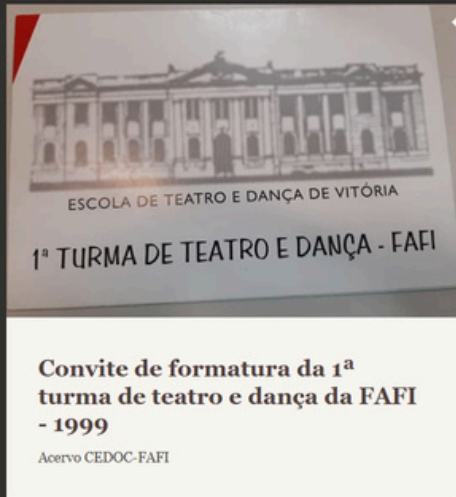 ESCOLA DE TEATRO E DANÇA DE VITÓRIA
1ª TURMA DE TEATRO E DANÇA - FAFI
Convite de formatura da 1ª
turma de teatro e dança da FAFI
- 1999
Acervo CEDOC-FAFI